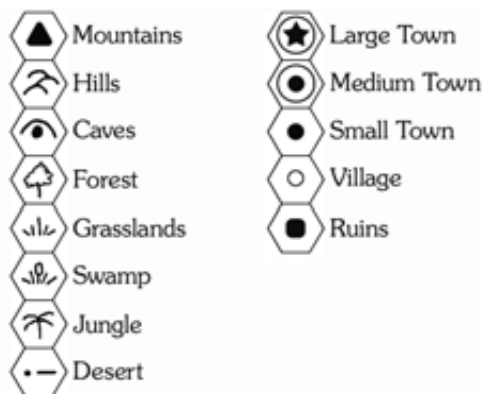 Mountains
Hills
Caves
Forest
Grasslands
Swamp
Jungle
Desert
Large Town
Medium Town
Small Town
Village
Ruins